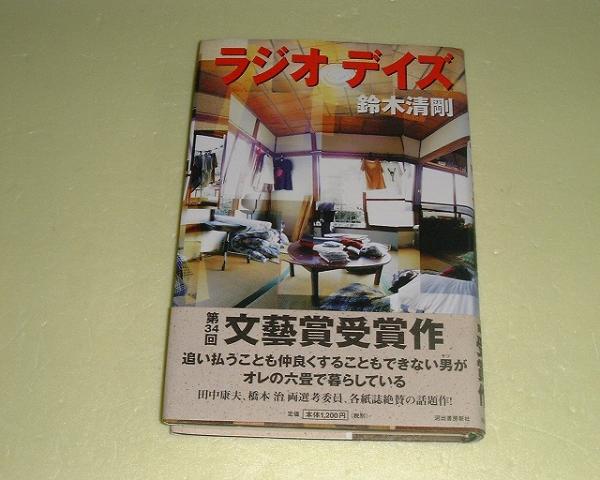 ラジオ デイズ
鈴木清剛
第34回
文藝賞受賞作
追い払うことも仲良くすることもできない男が
オレの六畳で暮らしている
田中康夫、橋本 治、両選考委員、各紙誌絶賛の話題作!
定価 本体1,200円(税別)
河出書房新社